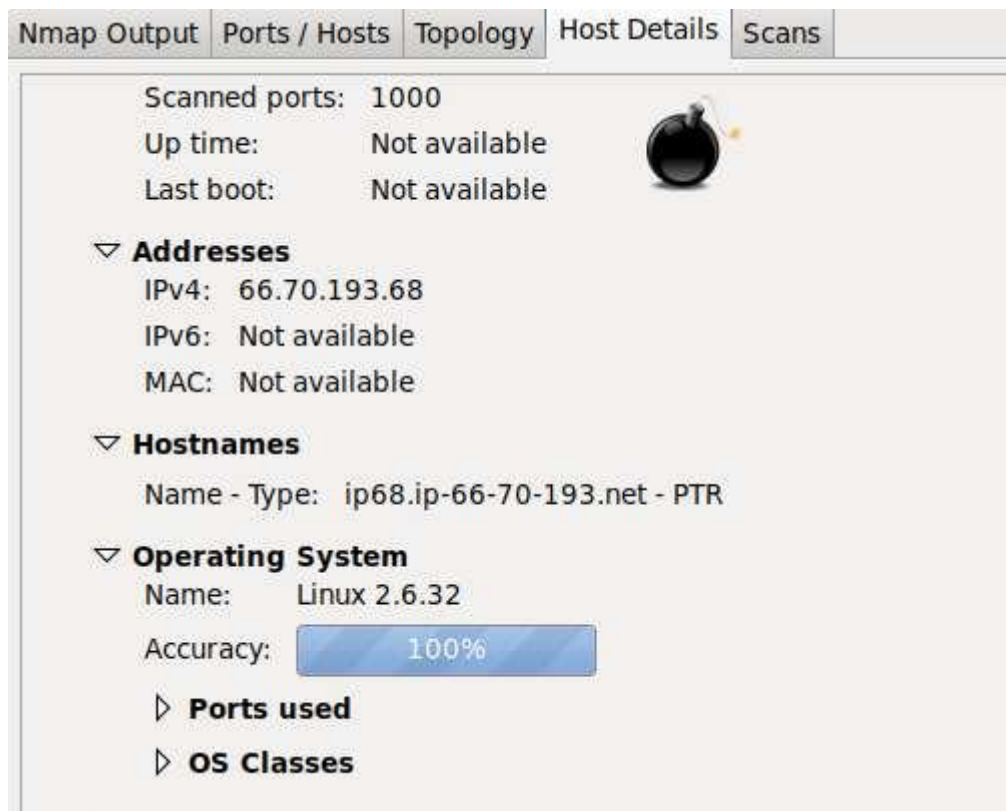 Nmap Output Ports / Hosts Topology Host Details Scans
Scanned ports: 1000
Up time: Not available
Last boot: Not available
Addresses
IPv4: 66.70.193.68
IPv6: Not available
MAC: Not available
Hostnames
Name - Type: ip68.ip-66-70-193.net - PTR
Operating System
Name: Linux 2.6.32
Accuracy: 100%
Ports used
OS Classes